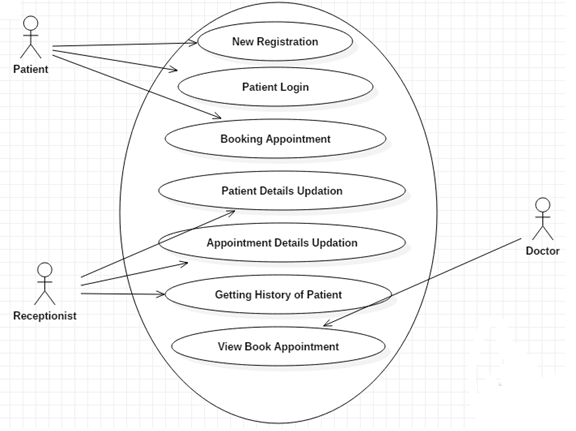 New Registration
Patient
Patient Login
Booking Appointment
Patient Details Updation
Appointment Details Updation
Doctor
Getting History of Patient
Receptionist
View Book Appointment